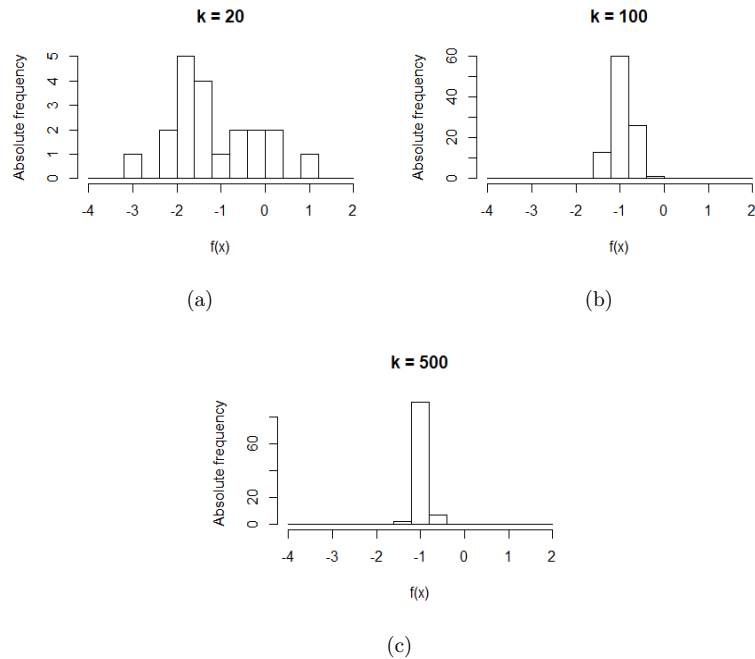 k = 20
Absolute frequency
0 1 2 3 4 5
-4 -3 -2 -1 0 1 2
f(x)
(a)
k = 100
Absolute frequency
0 20 40 60
-4 -3 -2 -1 0 1 2
f(x)
(b)
k = 500
Absolute frequency
0 20 60
-4 -3 -2 -1 0 1 2
f(x)
(c)